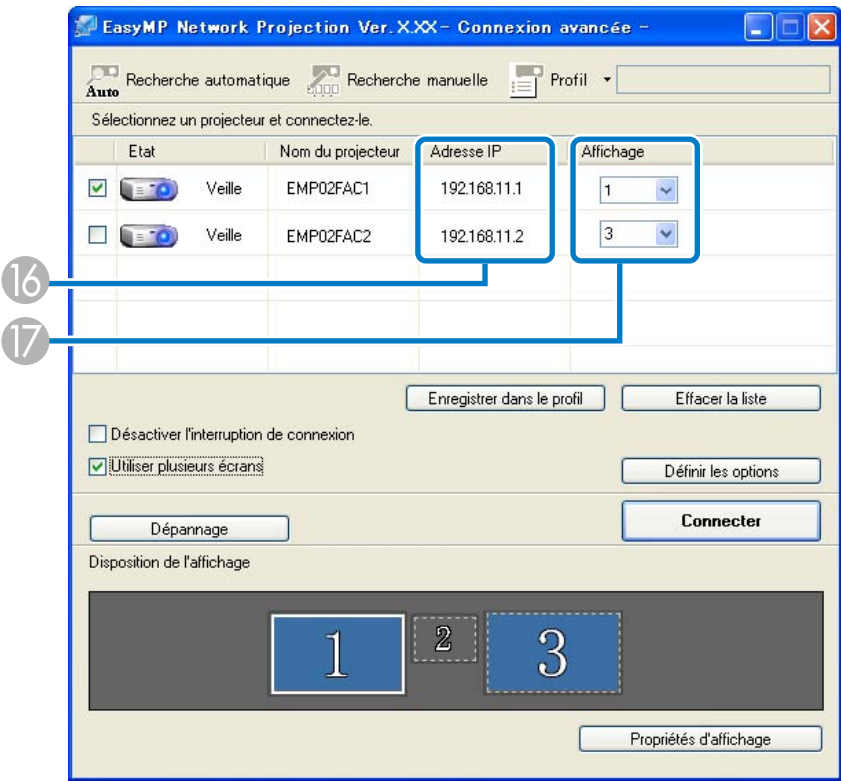 EasyMP Network Projection Ver.X.XX - Connexion avancée -
Auto Recherche automatique Recherche manuelle Profil
Sélectionnez un projecteur et connectez-le.
Etat Nom du projecteur Adresse IP Affichage
Veille EMP02FAC1 192.168.11.1 1
Veille EMP02FAC2 192.168.11.2 3
16
17
Enregistrer dans le profil Effacer la liste
Désactiver l'interruption de connexion
Utiliser plusieurs écrans
Définir les options
Dépannage Connecter
Disposition de l'affichage
1 2 3
Propriétés d'affichage